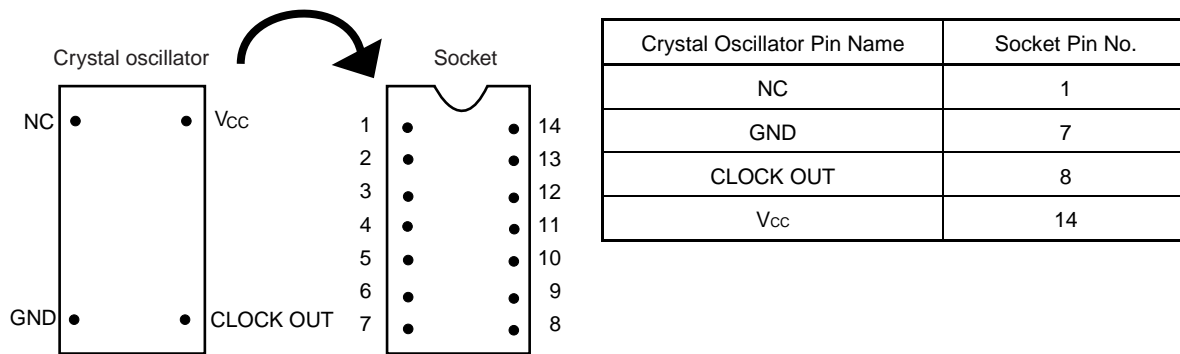 Crystal oscillator
NC
VCC
GND
CLOCK OUT
Socket
1
2
3
4
5
6
7
14
13
12
11
10
9
8
Crystal Oscillator Pin Name Socket Pin No.
NC 1
GND 7
CLOCK OUT 8
VCC 14